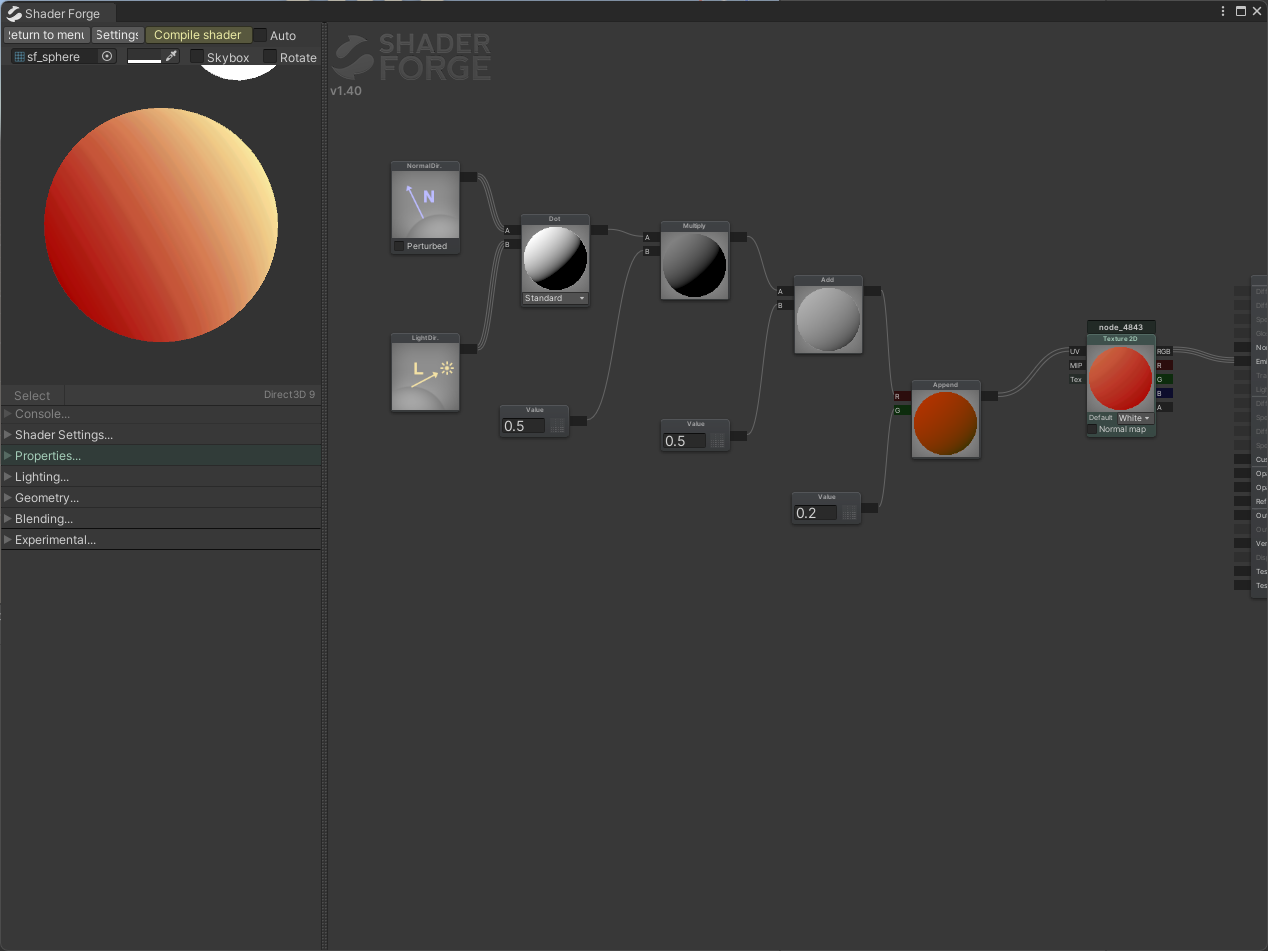 Shader Forge
Return to menu Settings Compile shader Auto
sf_sphere Skybox Rotate
SHADER
FORGE
v1.40
NormalDir.
N
Perturbed
Dot
A
B
Standard
Multiply
A
B
LightDir.
L
Value
0.5
Value
0.5
Add
A
B
Append
R
G
Value
0.2
node_4843
Texture 2D
UV RGB
MIP R
Tex G
B
A
Default White
Normal map
Select Direct3D 9
Console...
Shader Settings...
Properties...
Lighting...
Geometry...
Blending...
Experimental...